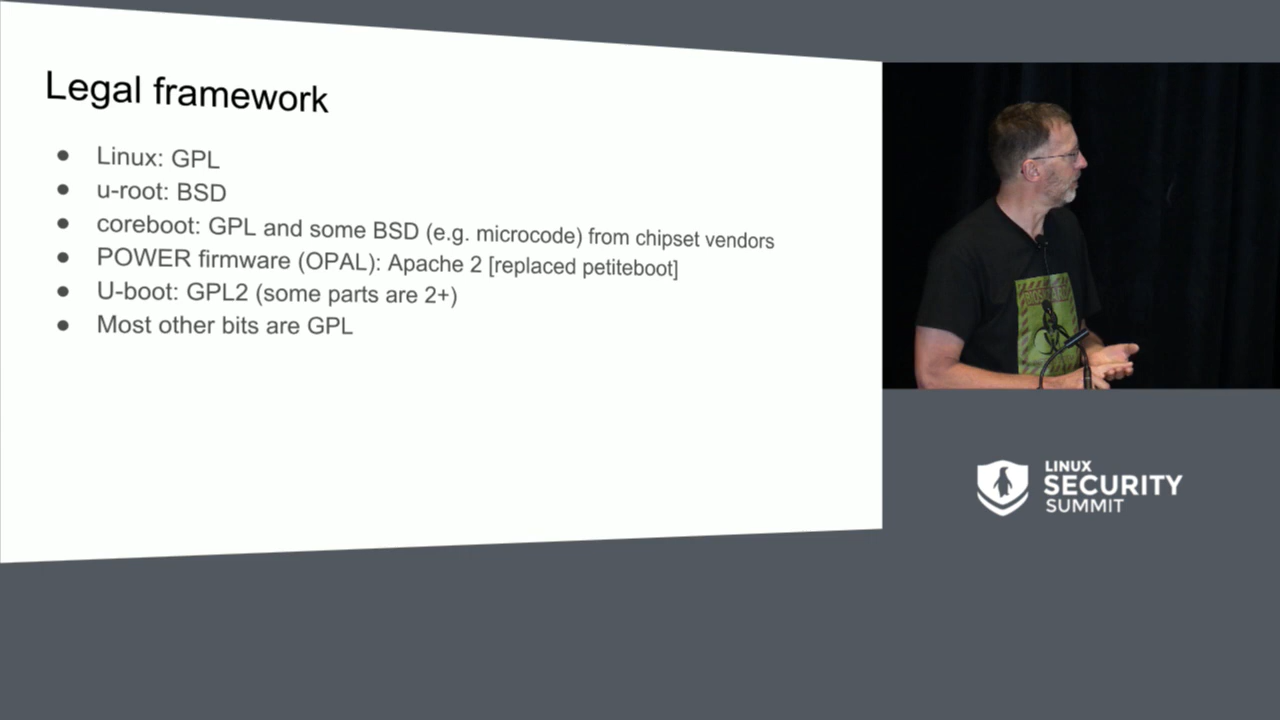 Legal framework
● Linux: GPL
● u-root: BSD
● coreboot: GPL and some BSD (e.g. microcode) from chipset vendors
● POWER firmware (OPAL): Apache 2 [replaced petiteboot]
● U-boot: GPL2 (some parts are 2+)
● Most other bits are GPL
LINUX
SECURITY
SUMMIT